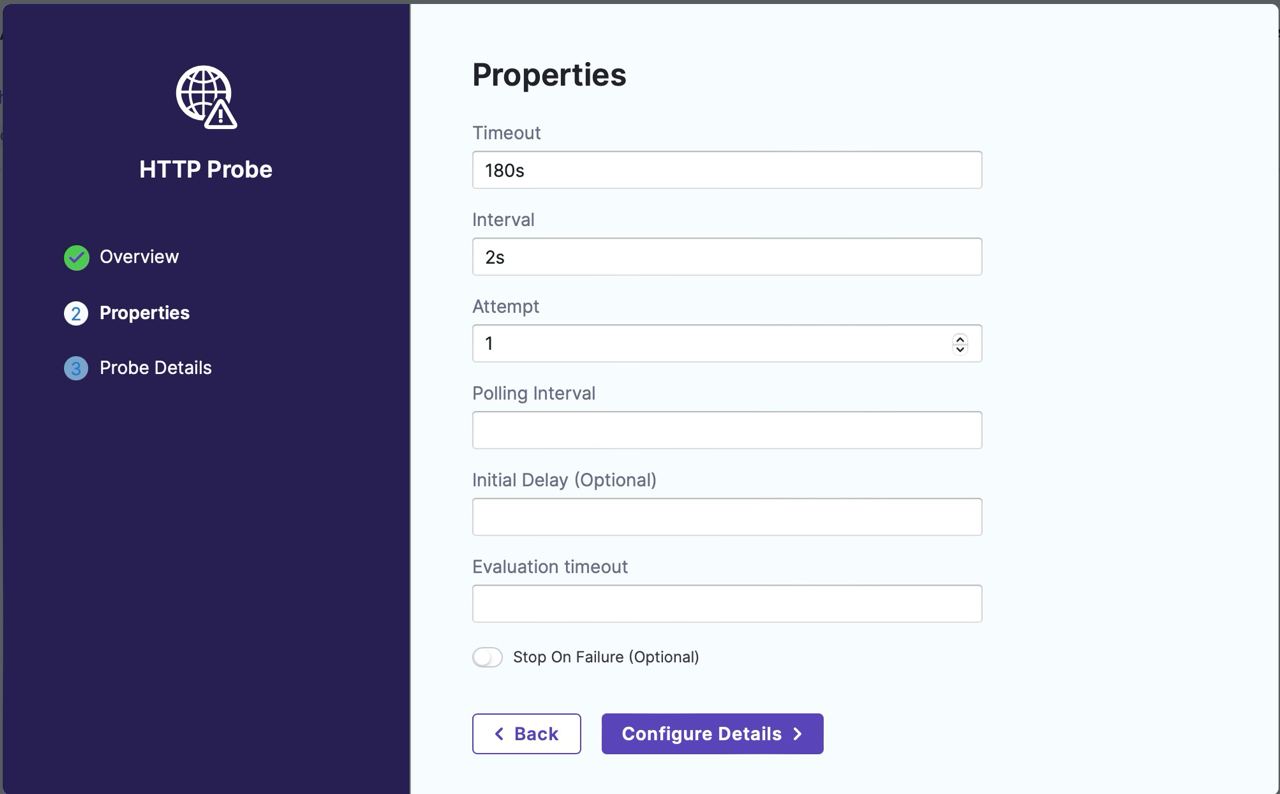 HTTP Probe
Overview
2 Properties
3 Probe Details
Properties
Timeout
180s
Interval
2s
Attempt
1
Polling Interval
Initial Delay (Optional)
Evaluation timeout
Stop On Failure (Optional)
Back
Configure Details